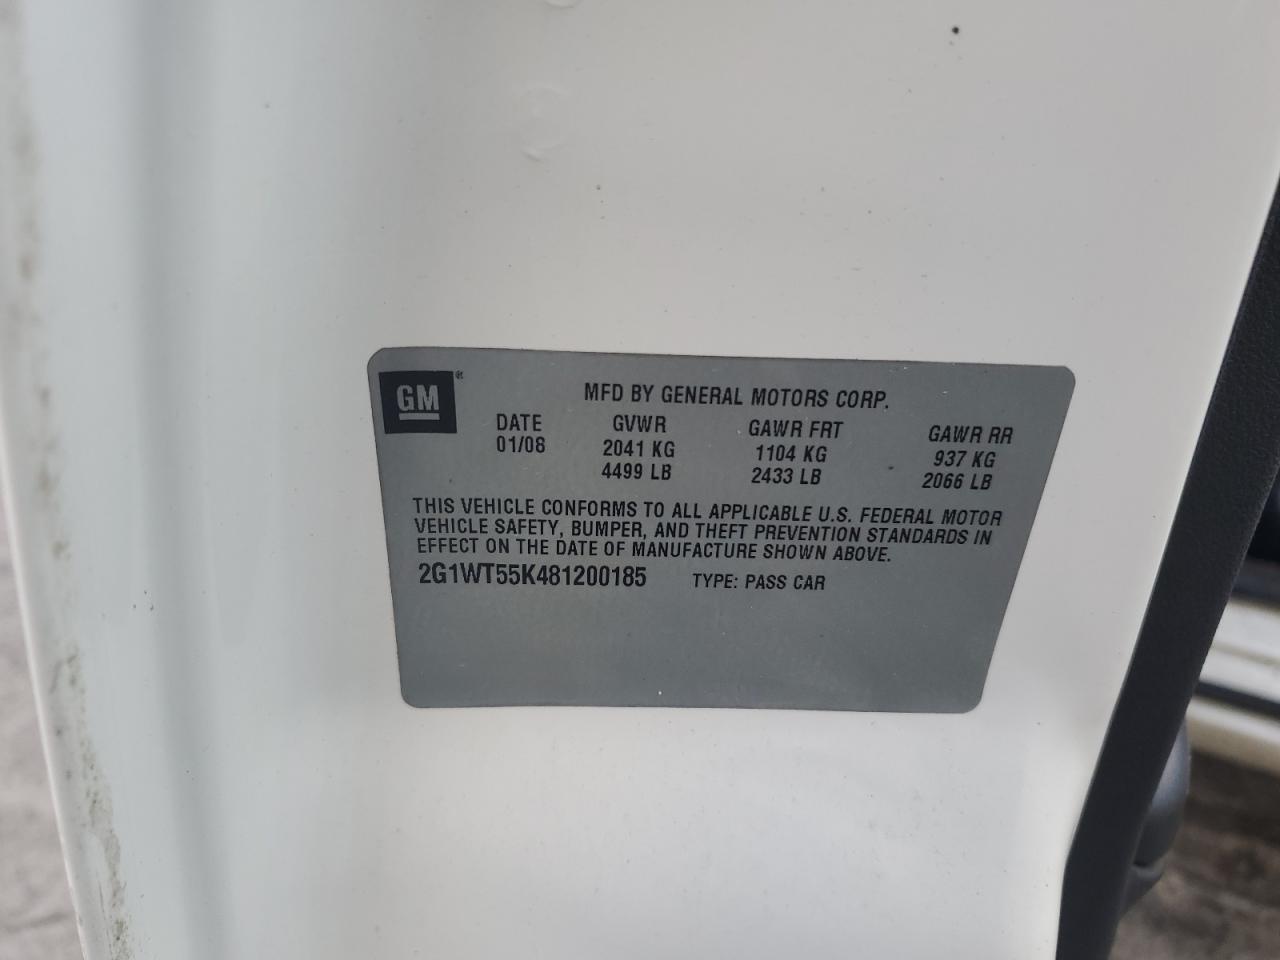 GM®
MFD BY GENERAL MOTORS CORP.
DATE GVWR GAWR FRT GAWR RR
01/08 2041 KG 1104 KG 937 KG
4499 LB 2433 LB 2066 LB
THIS VEHICLE CONFORMS TO ALL APPLICABLE U.S. FEDERAL MOTOR
VEHICLE SAFETY, BUMPER, AND THEFT PREVENTION STANDARDS IN
EFFECT ON THE DATE OF MANUFACTURE SHOWN ABOVE.
2G1WT55K481200185 TYPE: PASS CAR